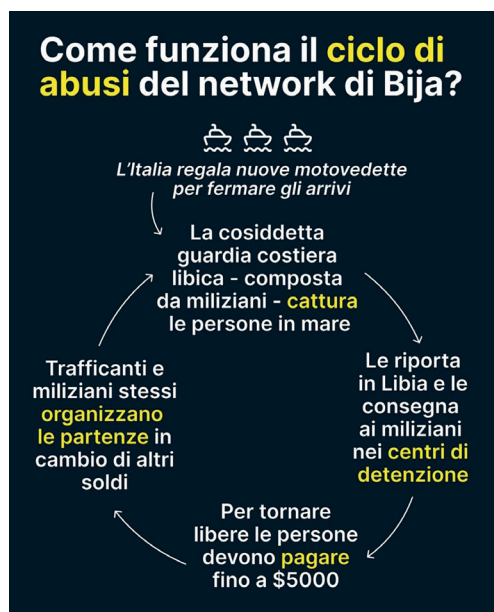 Come funziona il ciclo di
abusi del network di Bija?
L'Italia regala nuove motovedette
per fermare gli arrivi
La cosiddetta
guardia costiera
libica - composta
da miliziani - cattura
le persone in mare
Le riporta
in Libia e le
consegna
ai miliziani
nei centri di
detenzione
Per tornare
libere le persone
devono pagare
fino a $5000
Trafficanti e
miliziani stessi
organizzano
le partenze in
cambio di altri
soldi